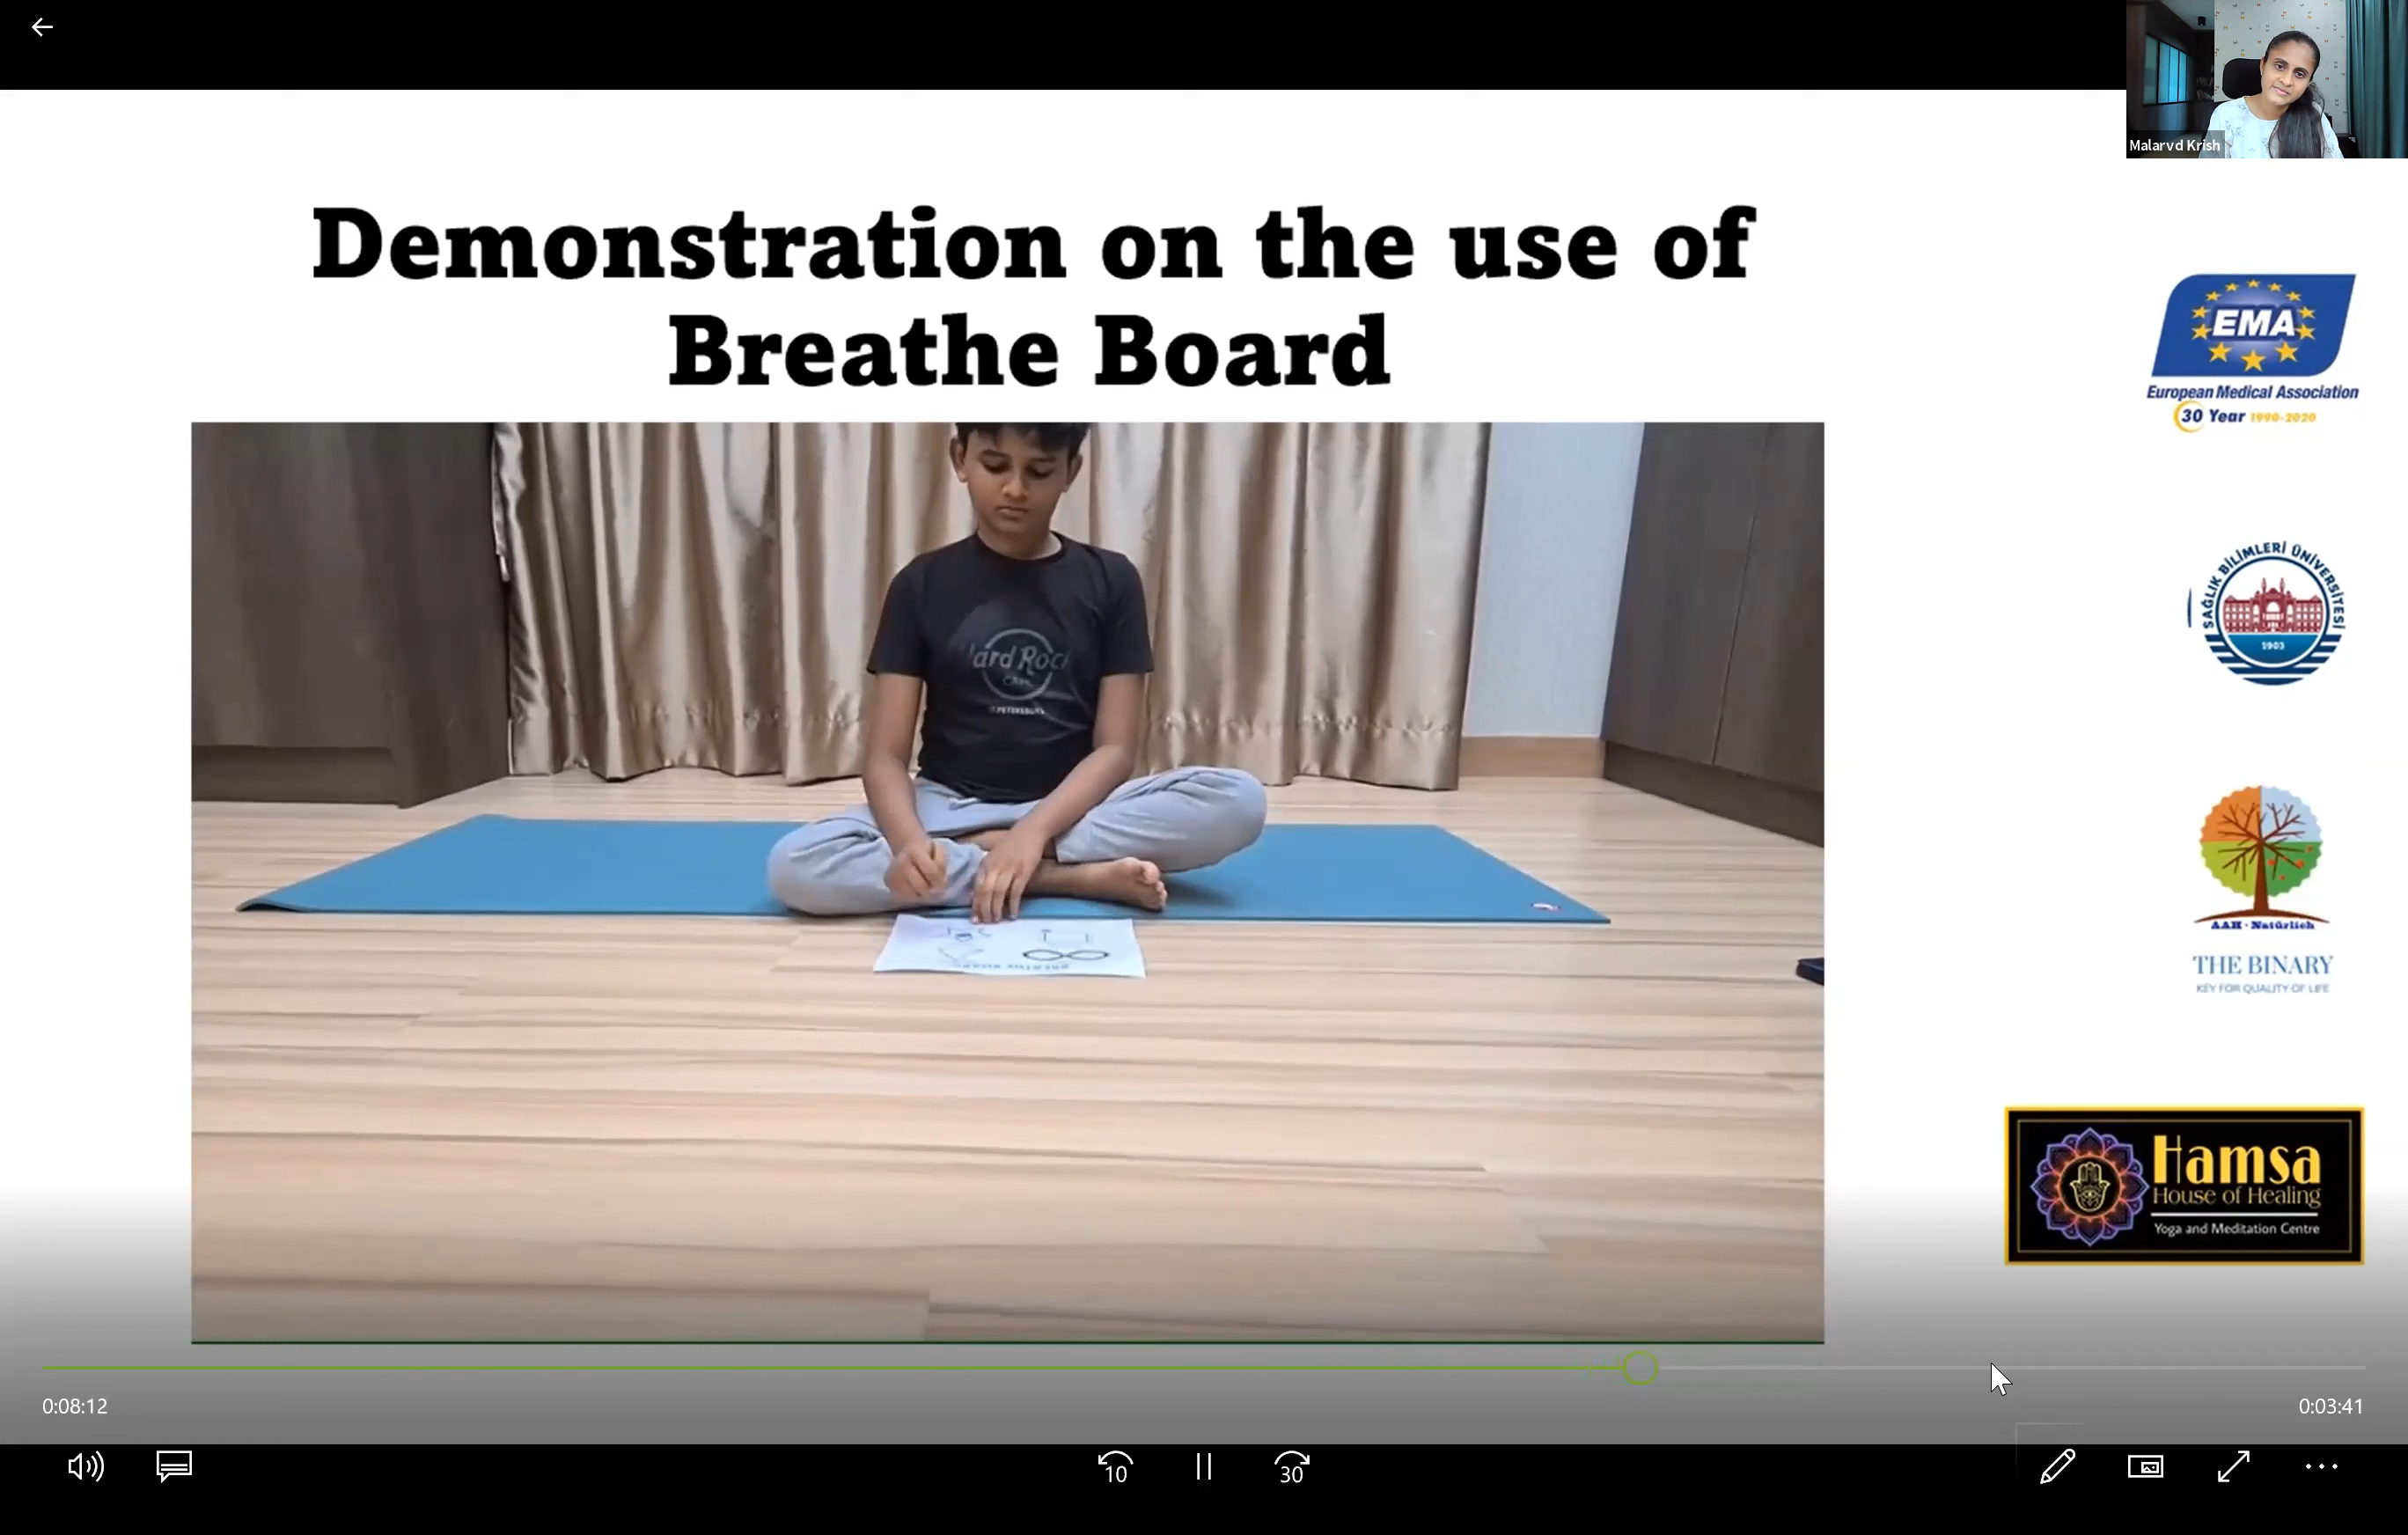 Malarvd Krish
Demonstration on the use of
Breathe Board
EMA
European Medical Association
30 Year 1990-2020
SAĞLIK BİLİMLERİ ÜNİVERSİTESİ
1903
AAH - Natürlich
THE BINARY
KEY FOR QUALITY OF LIFE
ard Roc
Hamsa
House of Healing
Yoga and Meditation Centre
0:08:12
0:03:41
10
30